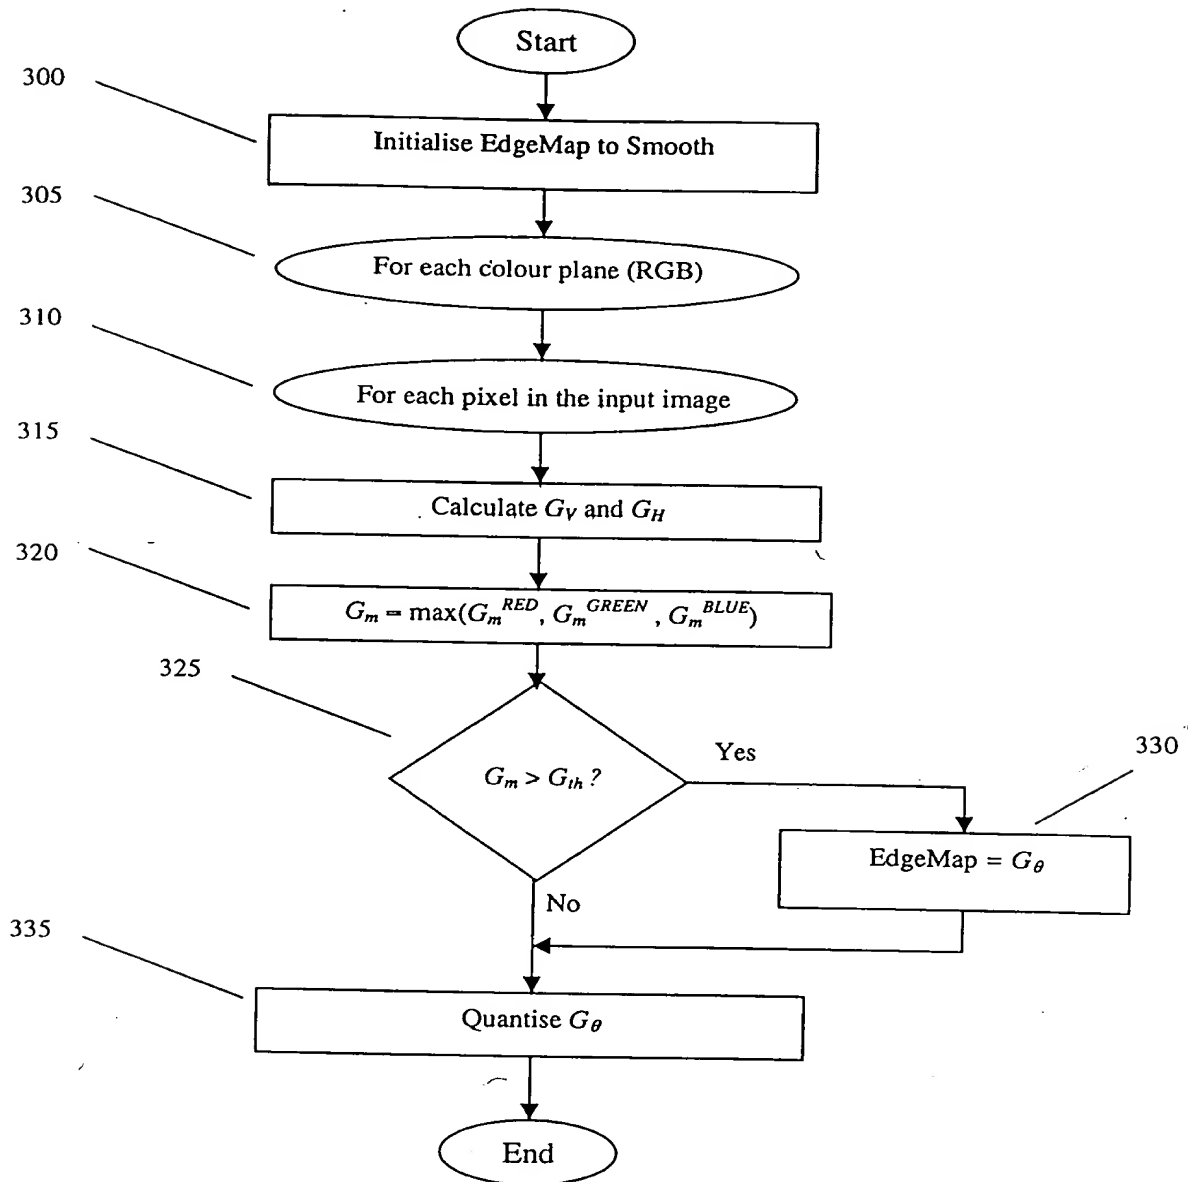 Start
300
Initialise EdgeMap to Smooth
305
For each colour plane (RGB)
310
For each pixel in the input image
315
Calculate G_V and G_H
320
G_m = max(G_m^RED, G_m^GREEN, G_m^BLUE)
325
G_m > G_th ?
Yes
330
EdgeMap = G_θ
No
335
Quantise G_θ
End